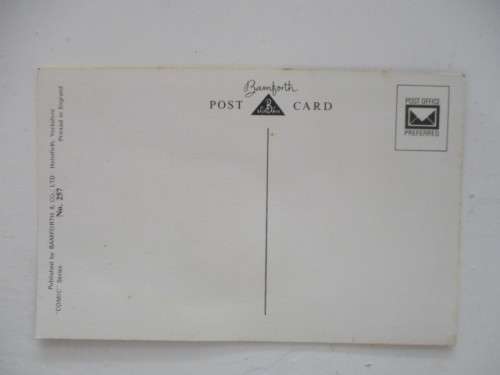 Bamforth
POST CARD
POST OFFICE
PREFERRED
Published by BAMFORTH & Co., LTD Holmfirth, Yorkshire
"COMIC" Series No. 257 Printed in England